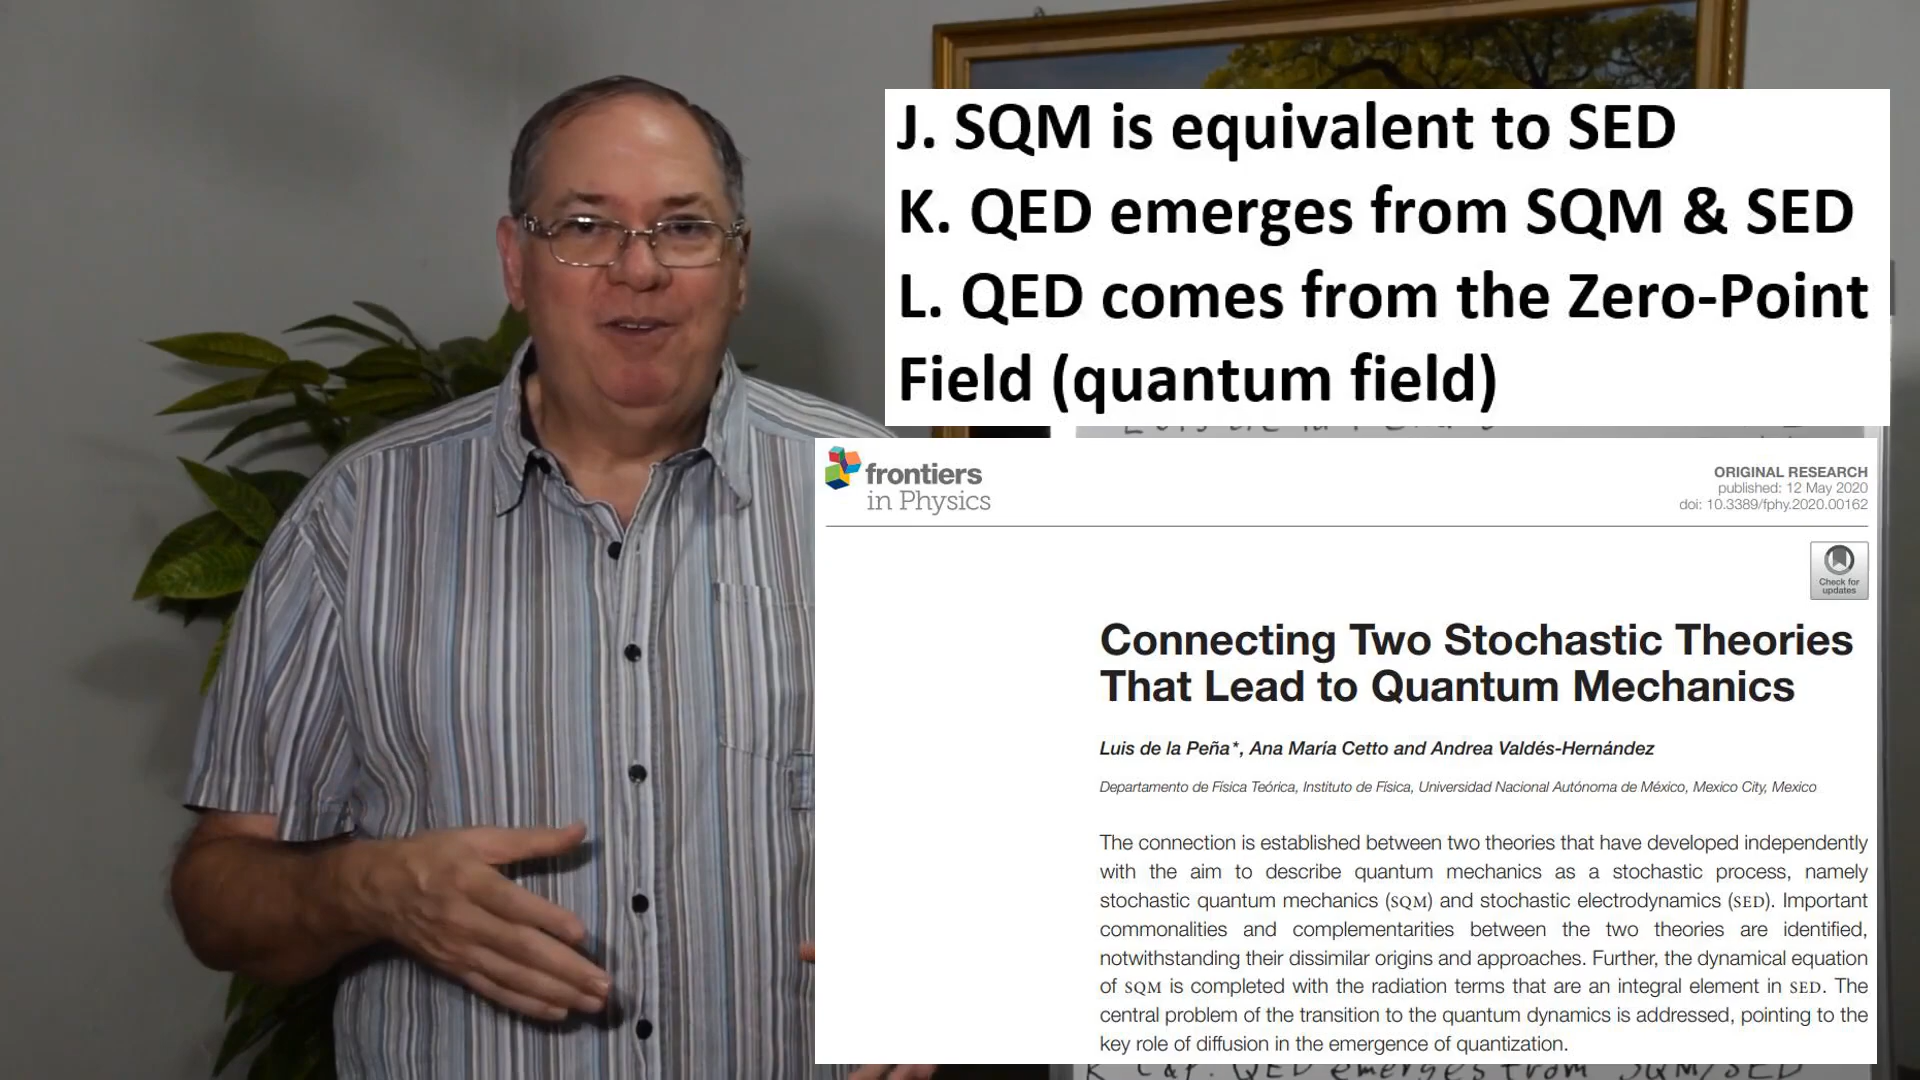 J. SQM is equivalent to SED
K. QED emerges from SQM & SED
L. QED comes from the Zero-Point
Field (quantum field)
frontiers
in Physics
ORIGINAL RESEARCH
published: 12 May 2020
doi: 10.3389/fphy.2020.00162
Check for
updates
Connecting Two Stochastic Theories
That Lead to Quantum Mechanics
Luis de la Peña*, Ana María Cetto and Andrea Valdés-Hernández
Departamento de Física Teórica, Instituto de Física, Universidad Nacional Autónoma de México, Mexico City, Mexico
The connection is established between two theories that have developed independently
with the aim to describe quantum mechanics as a stochastic process, namely
stochastic quantum mechanics (SQM) and stochastic electrodynamics (SED). Important
commonalities and complementarities between the two theories are identified,
notwithstanding their dissimilar origins and approaches. Further, the dynamical equation
of SQM is completed with the radiation terms that are an integral element in SED. The
central problem of the transition to the quantum dynamics is addressed, pointing to the
key role of diffusion in the emergence of quantization.
QED emerges from SQM/SED